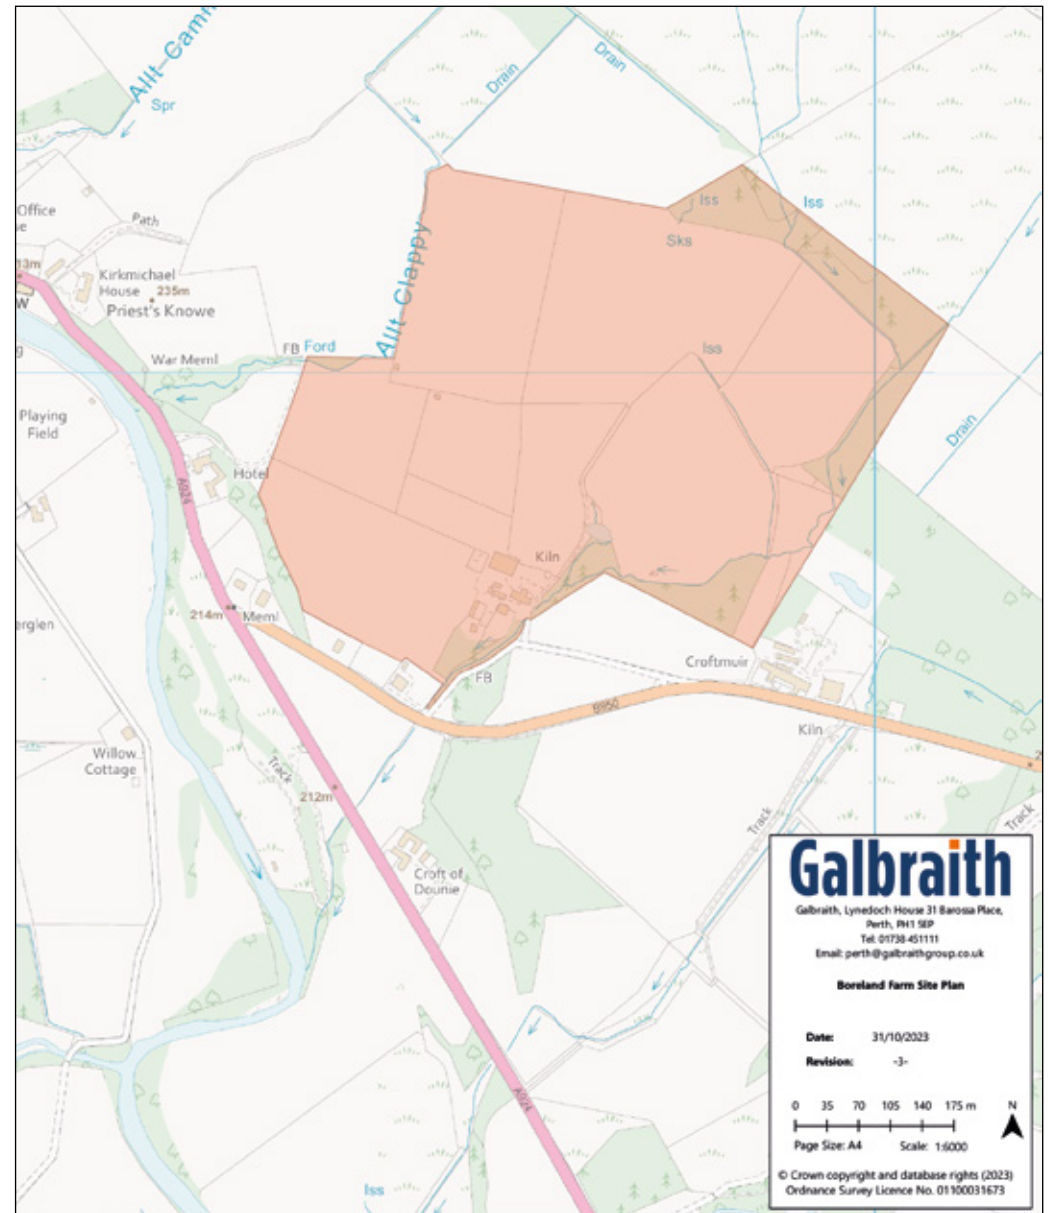 Allt Camr
Spr
Drain
Drain
Office
Path
Iss
Iss
Sks
13m
W
Kirkmichael
House
235m
Priest's Knowe
Allt Clappy
FB
Ford
War Meml
Iss
Playing
Field
Drain
Hotel
A924
Kiln
214m
Meml
erglen
Croftmuir
FB
B950
Kiln
Willow
Cottage
Track
212m
Track
Track
Croft of
Dounie
A924
Iss
Galbraith
Galbraith, Lynedoch House 31 Barossa Place,
Perth, PH1 5EP
Tel: 01738-451111
Email: perth@galbraithgroup.co.uk
Boreland Farm Site Plan
Date: 31/10/2023
Revision: -3-
0 35 70 105 140 175 m N
Page Size: A4 Scale: 1:6000
© Crown copyright and database rights (2023)
Ordnance Survey Licence No. 01100031673